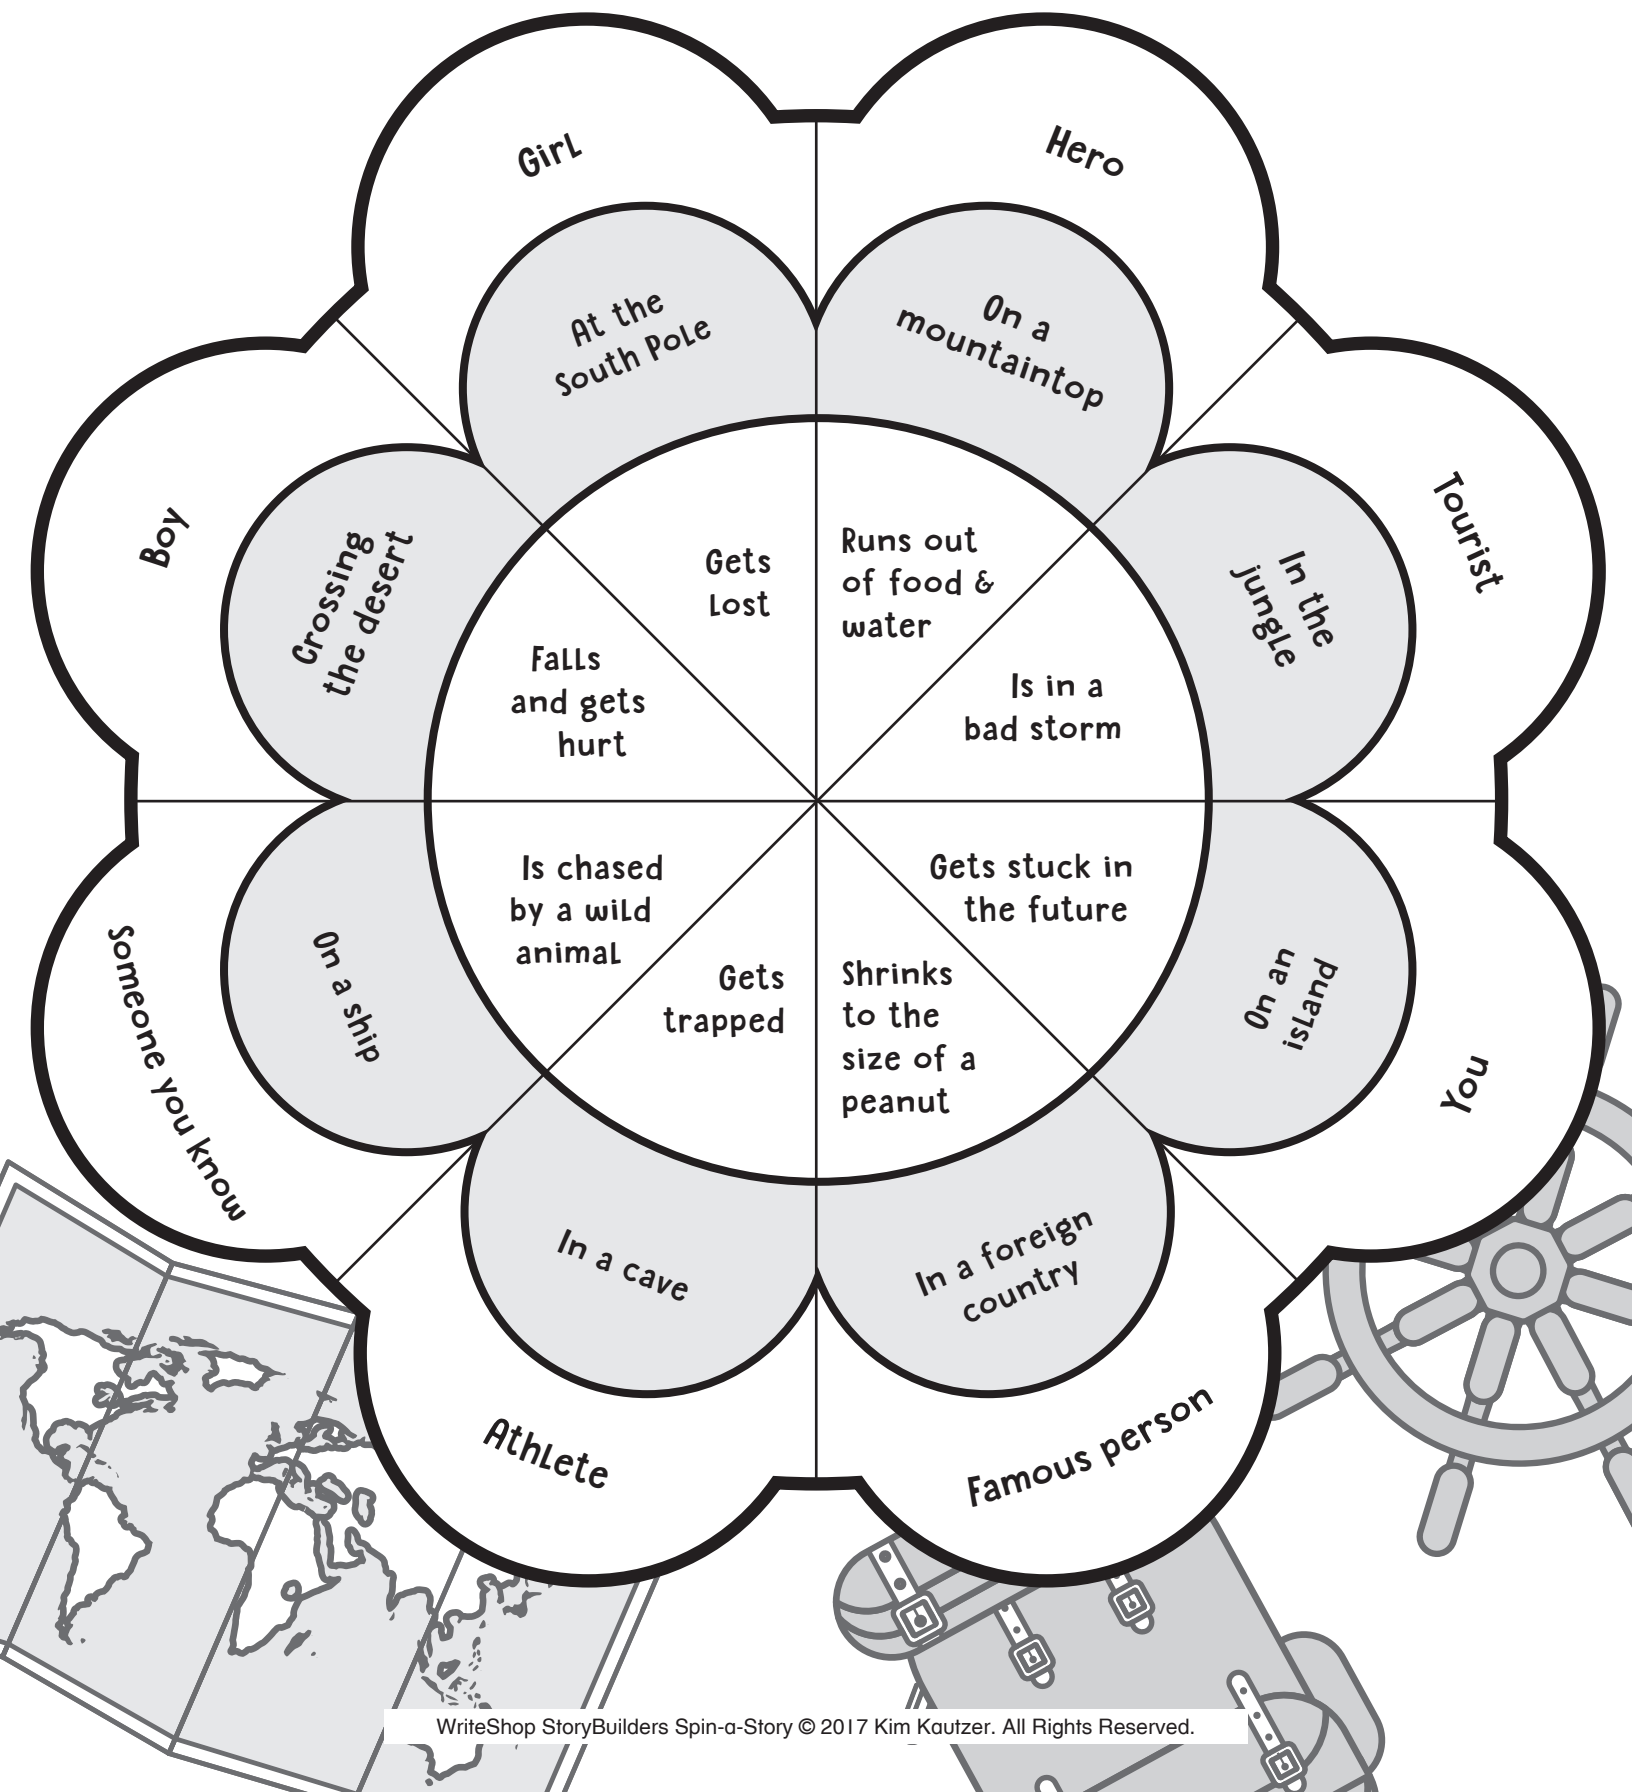 Girl
Hero
At the
South Pole
On a
mountaintop
Boy
Tourist
Crossing
the desert
In the
jungle
Gets
Lost
Runs out
of food &
water
Falls
and gets
hurt
Is in a
bad storm
Is chased
by a wild
animal
Gets stuck in
the future
Gets
trapped
Shrinks
to the
size of a
peanut
Someone you know
On a ship
On an
island
You
In a cave
In a foreign
country
Athlete
Famous person
WriteShop StoryBuilders Spin-a-Story © 2017 Kim Kautzer. All Rights Reserved.